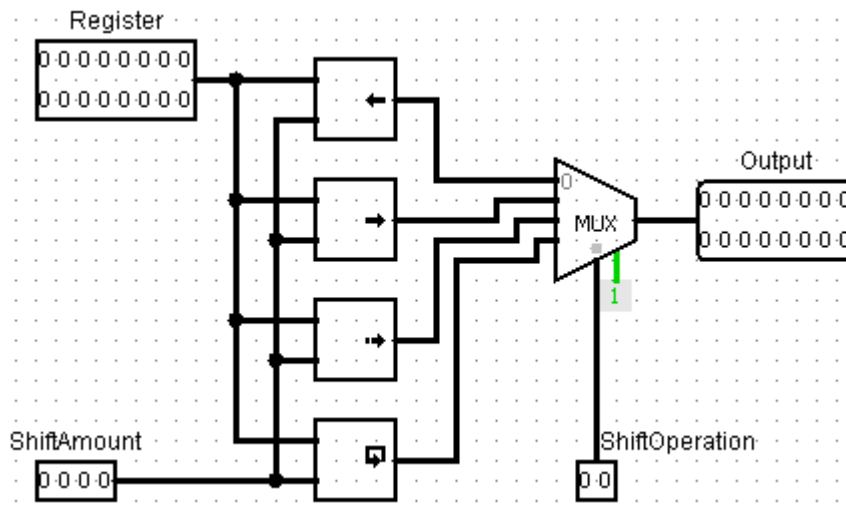 Register
0 0 0 0 0 0 0 0
0 0 0 0 0 0 0 0
Output
0
0 0 0 0 0 0 0 0
MUX
0 0 0 0 0 0 0 0
1
ShiftAmount
ShiftOperation
0 0 0 0
0 0